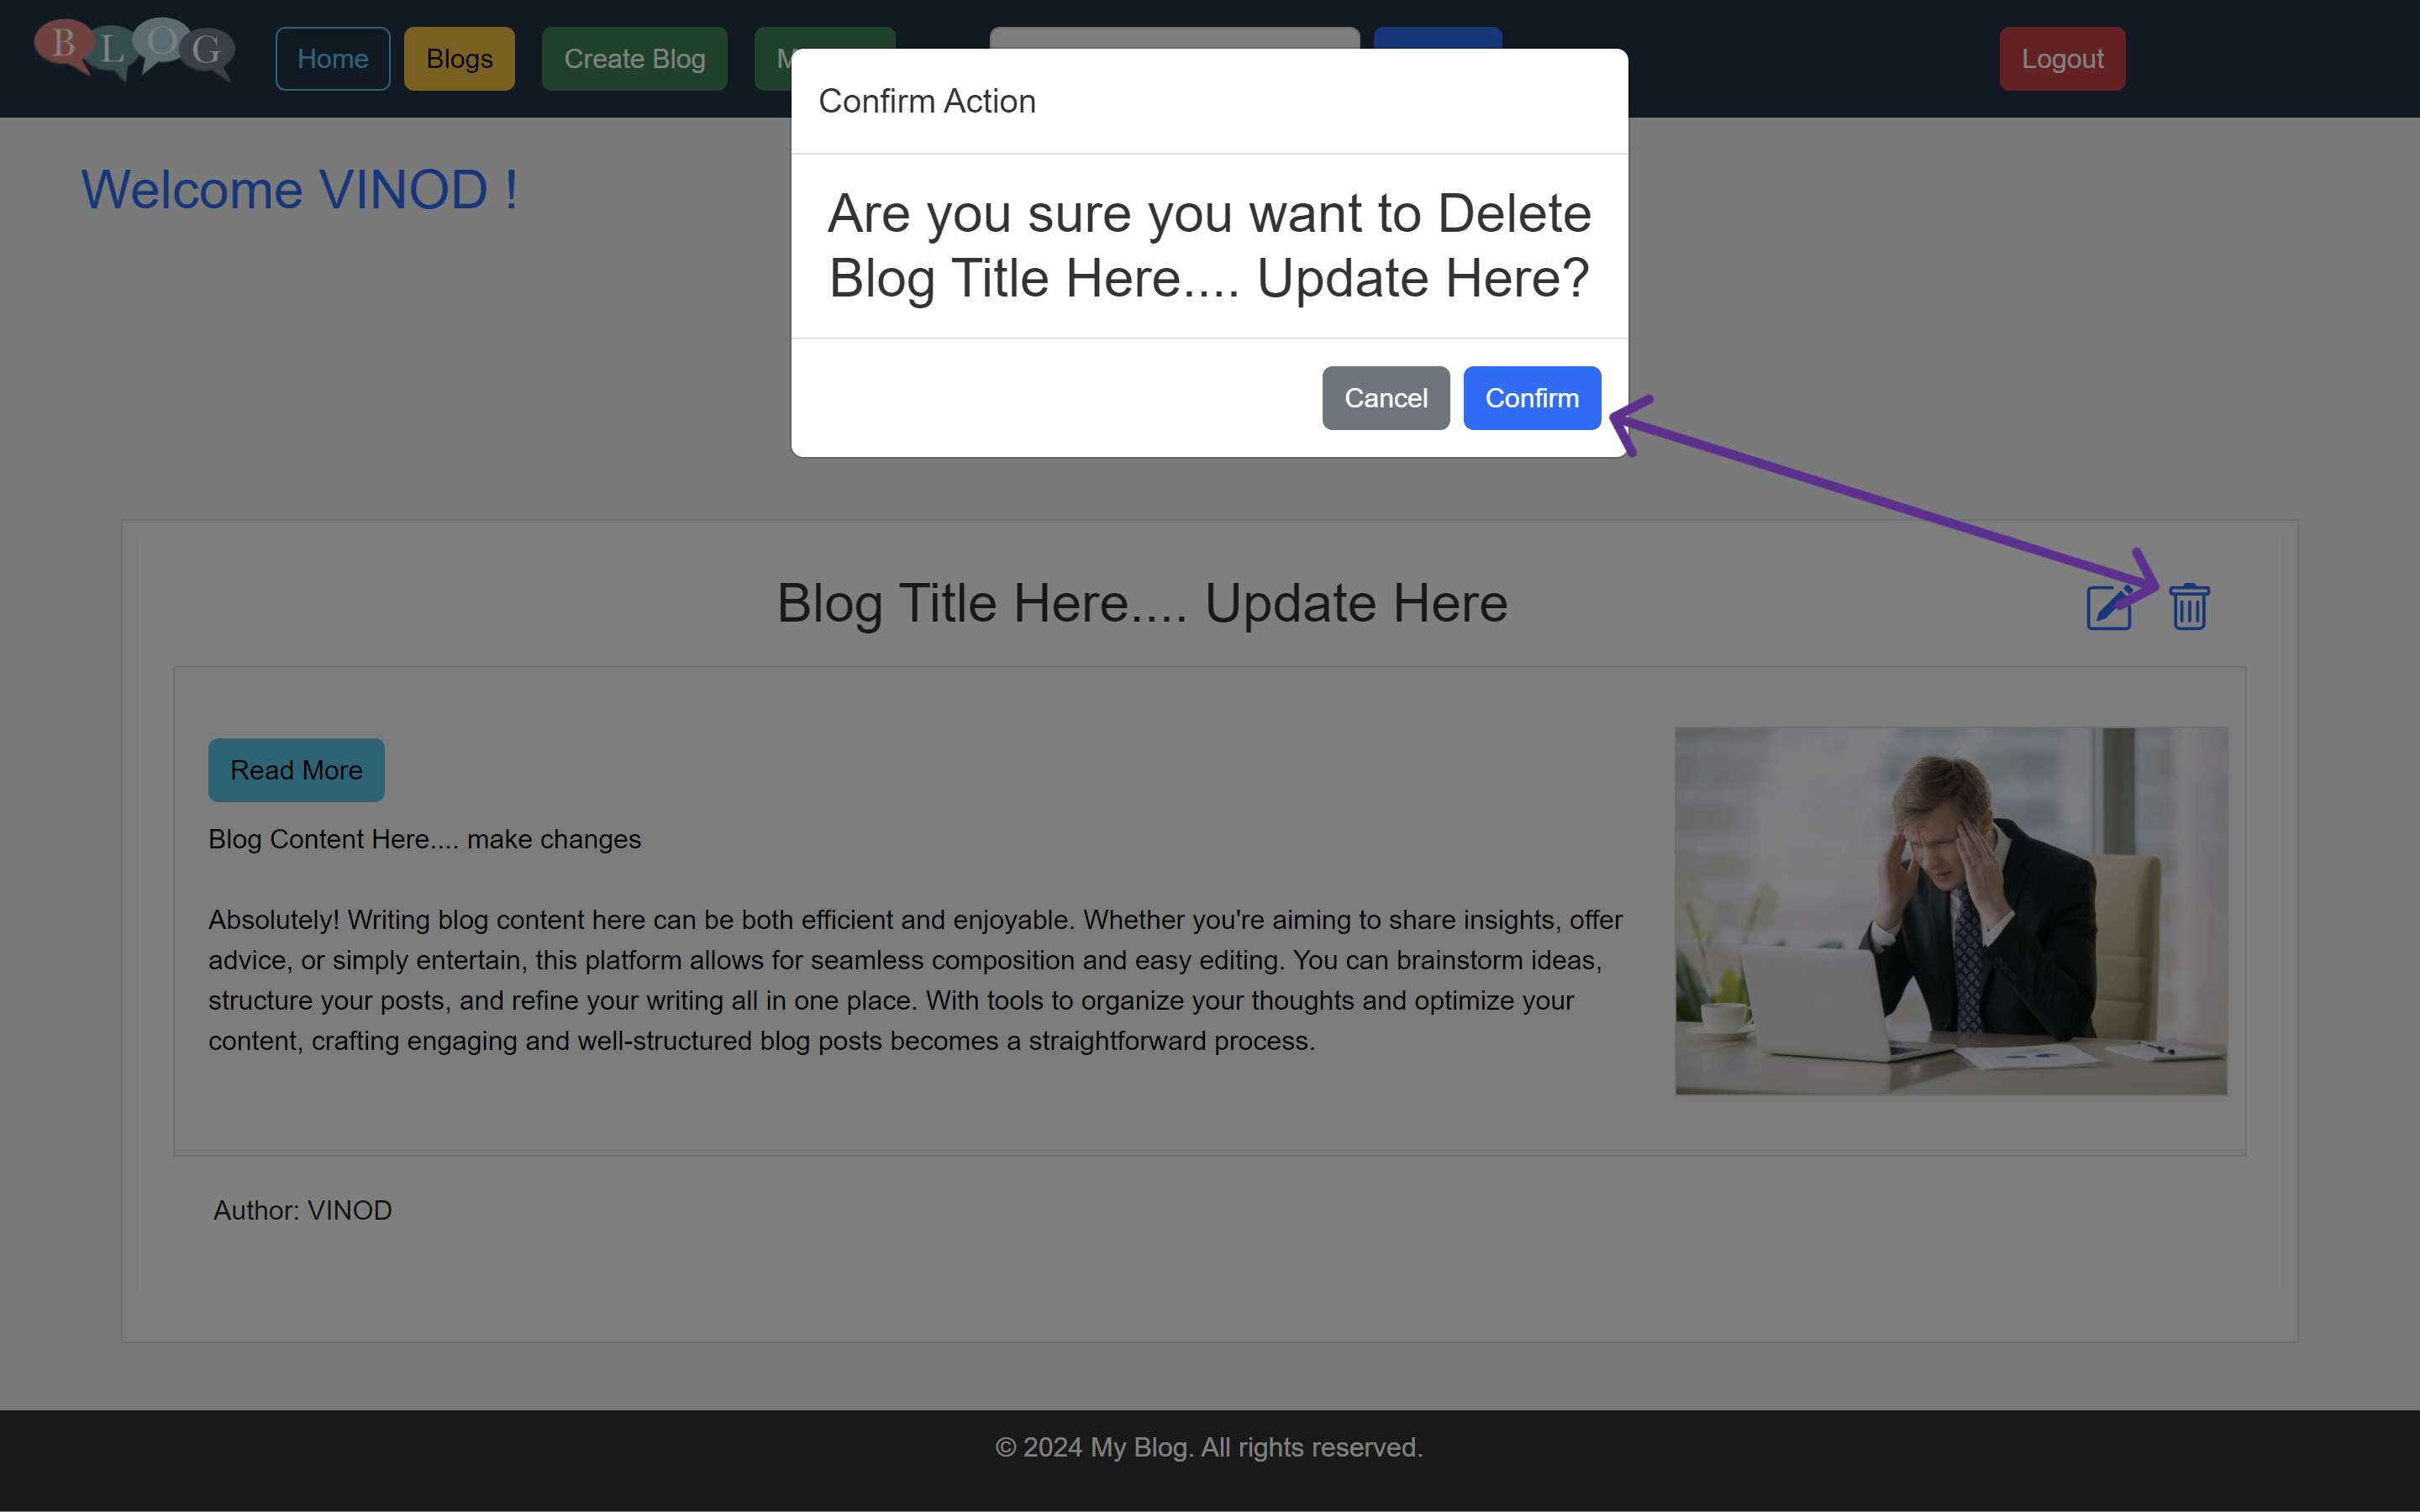 BLOG
Home Blogs Create Blog Logout
Confirm Action
Welcome VINOD !
Are you sure you want to Delete
Blog Title Here.... Update Here?
Cancel Confirm
Blog Title Here.... Update Here
Read More
Blog Content Here.... make changes
Absolutely! Writing blog content here can be both efficient and enjoyable. Whether you're aiming to share insights, offer
advice, or simply entertain, this platform allows for seamless composition and easy editing. You can brainstorm ideas,
structure your posts, and refine your writing all in one place. With tools to organize your thoughts and optimize your
content, crafting engaging and well-structured blog posts becomes a straightforward process.
Author: VINOD
© 2024 My Blog. All rights reserved.